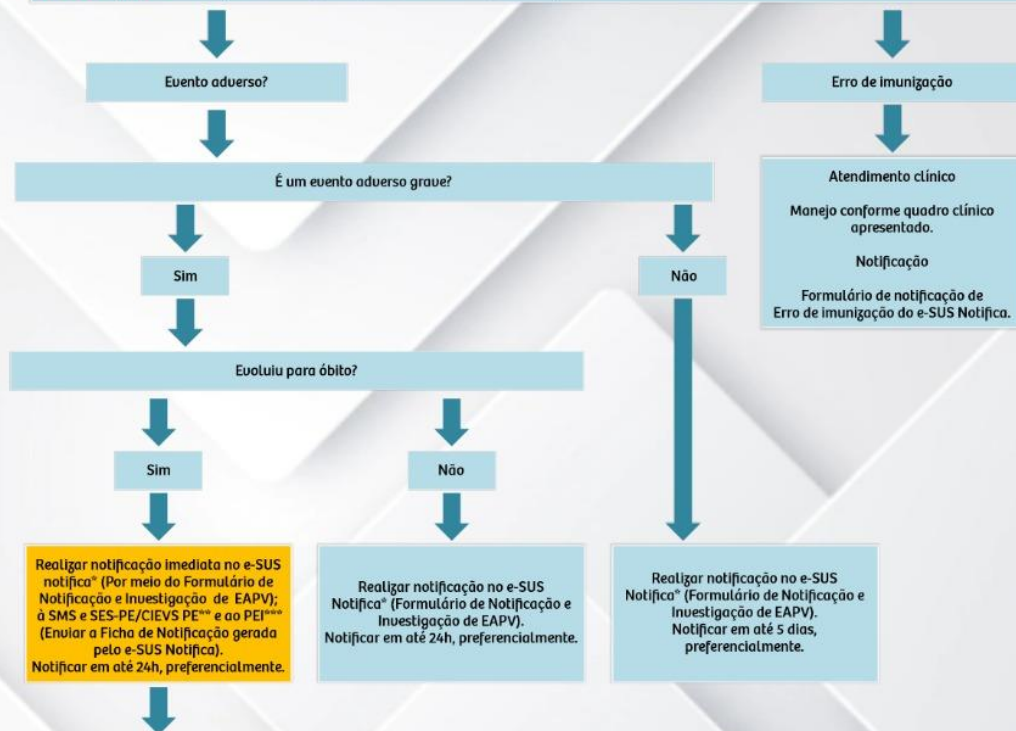 Evento adverso?
Erro de imunização
É um evento adverso grave?
Atendimento clínico
Manejo conforme quadro clínico
apresentado.
Notificação
Formulário de notificação de
Erro de imunização do e-SUS Notifica.
Sim
Não
Evoluiu para óbito?
Sim
Não
Realizar notificação imediata no e-SUS
notifica* (Por meio do Formulário de
Notificação e Investigação de EAPV);
à SMS e SES-PE/CIEVS PE** e ao PEI***
(Enviar a Ficha de Notificação gerada
pelo e-SUS Notifica).
Notificar em até 24h, preferencialmente.
Realizar notificação no e-SUS
Notifica* (Formulário de Notificação e
Investigação de EAPV).
Notificar em até 24h, preferencialmente.
Realizar notificação no e-SUS
Notifica* (Formulário de Notificação e
Investigação de EAPV).
Notificar em até 5 dias,
preferencialmente.